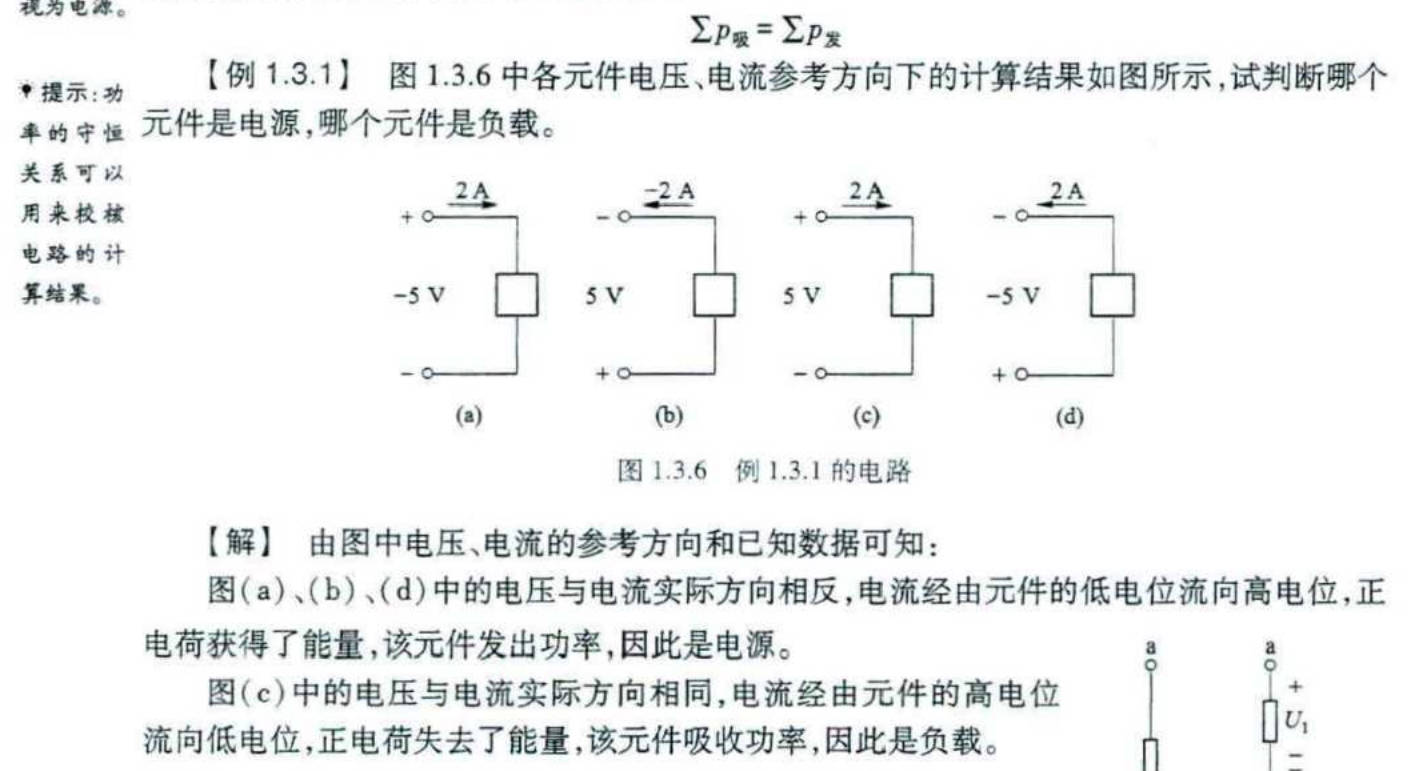 视为电源。
∑p吸 = ∑p发
【例 1.3.1】 图 1.3.6 中各元件电压、电流参考方向下的计算结果如图所示,试判断哪个
元件是电源,哪个元件是负载。
提示:功
率的守恒
关系可以
用来校核
电路的计
算结果。
2 A -2 A 2 A 2 A
+ - + -
-5 V 5 V 5 V -5 V
- + - +
(a) (b) (c) (d)
图 1.3.6 例 1.3.1 的电路
【解】 由图中电压、电流的参考方向和已知数据可知:
图(a)、(b)、(d)中的电压与电流实际方向相反,电流经由元件的低电位流向高电位,正
电荷获得了能量,该元件发出功率,因此是电源。
图(c)中的电压与电流实际方向相同,电流经由元件的高电位
流向低电位,正电荷失去了能量,该元件吸收功率,因此是负载。
a a
+
U1
-